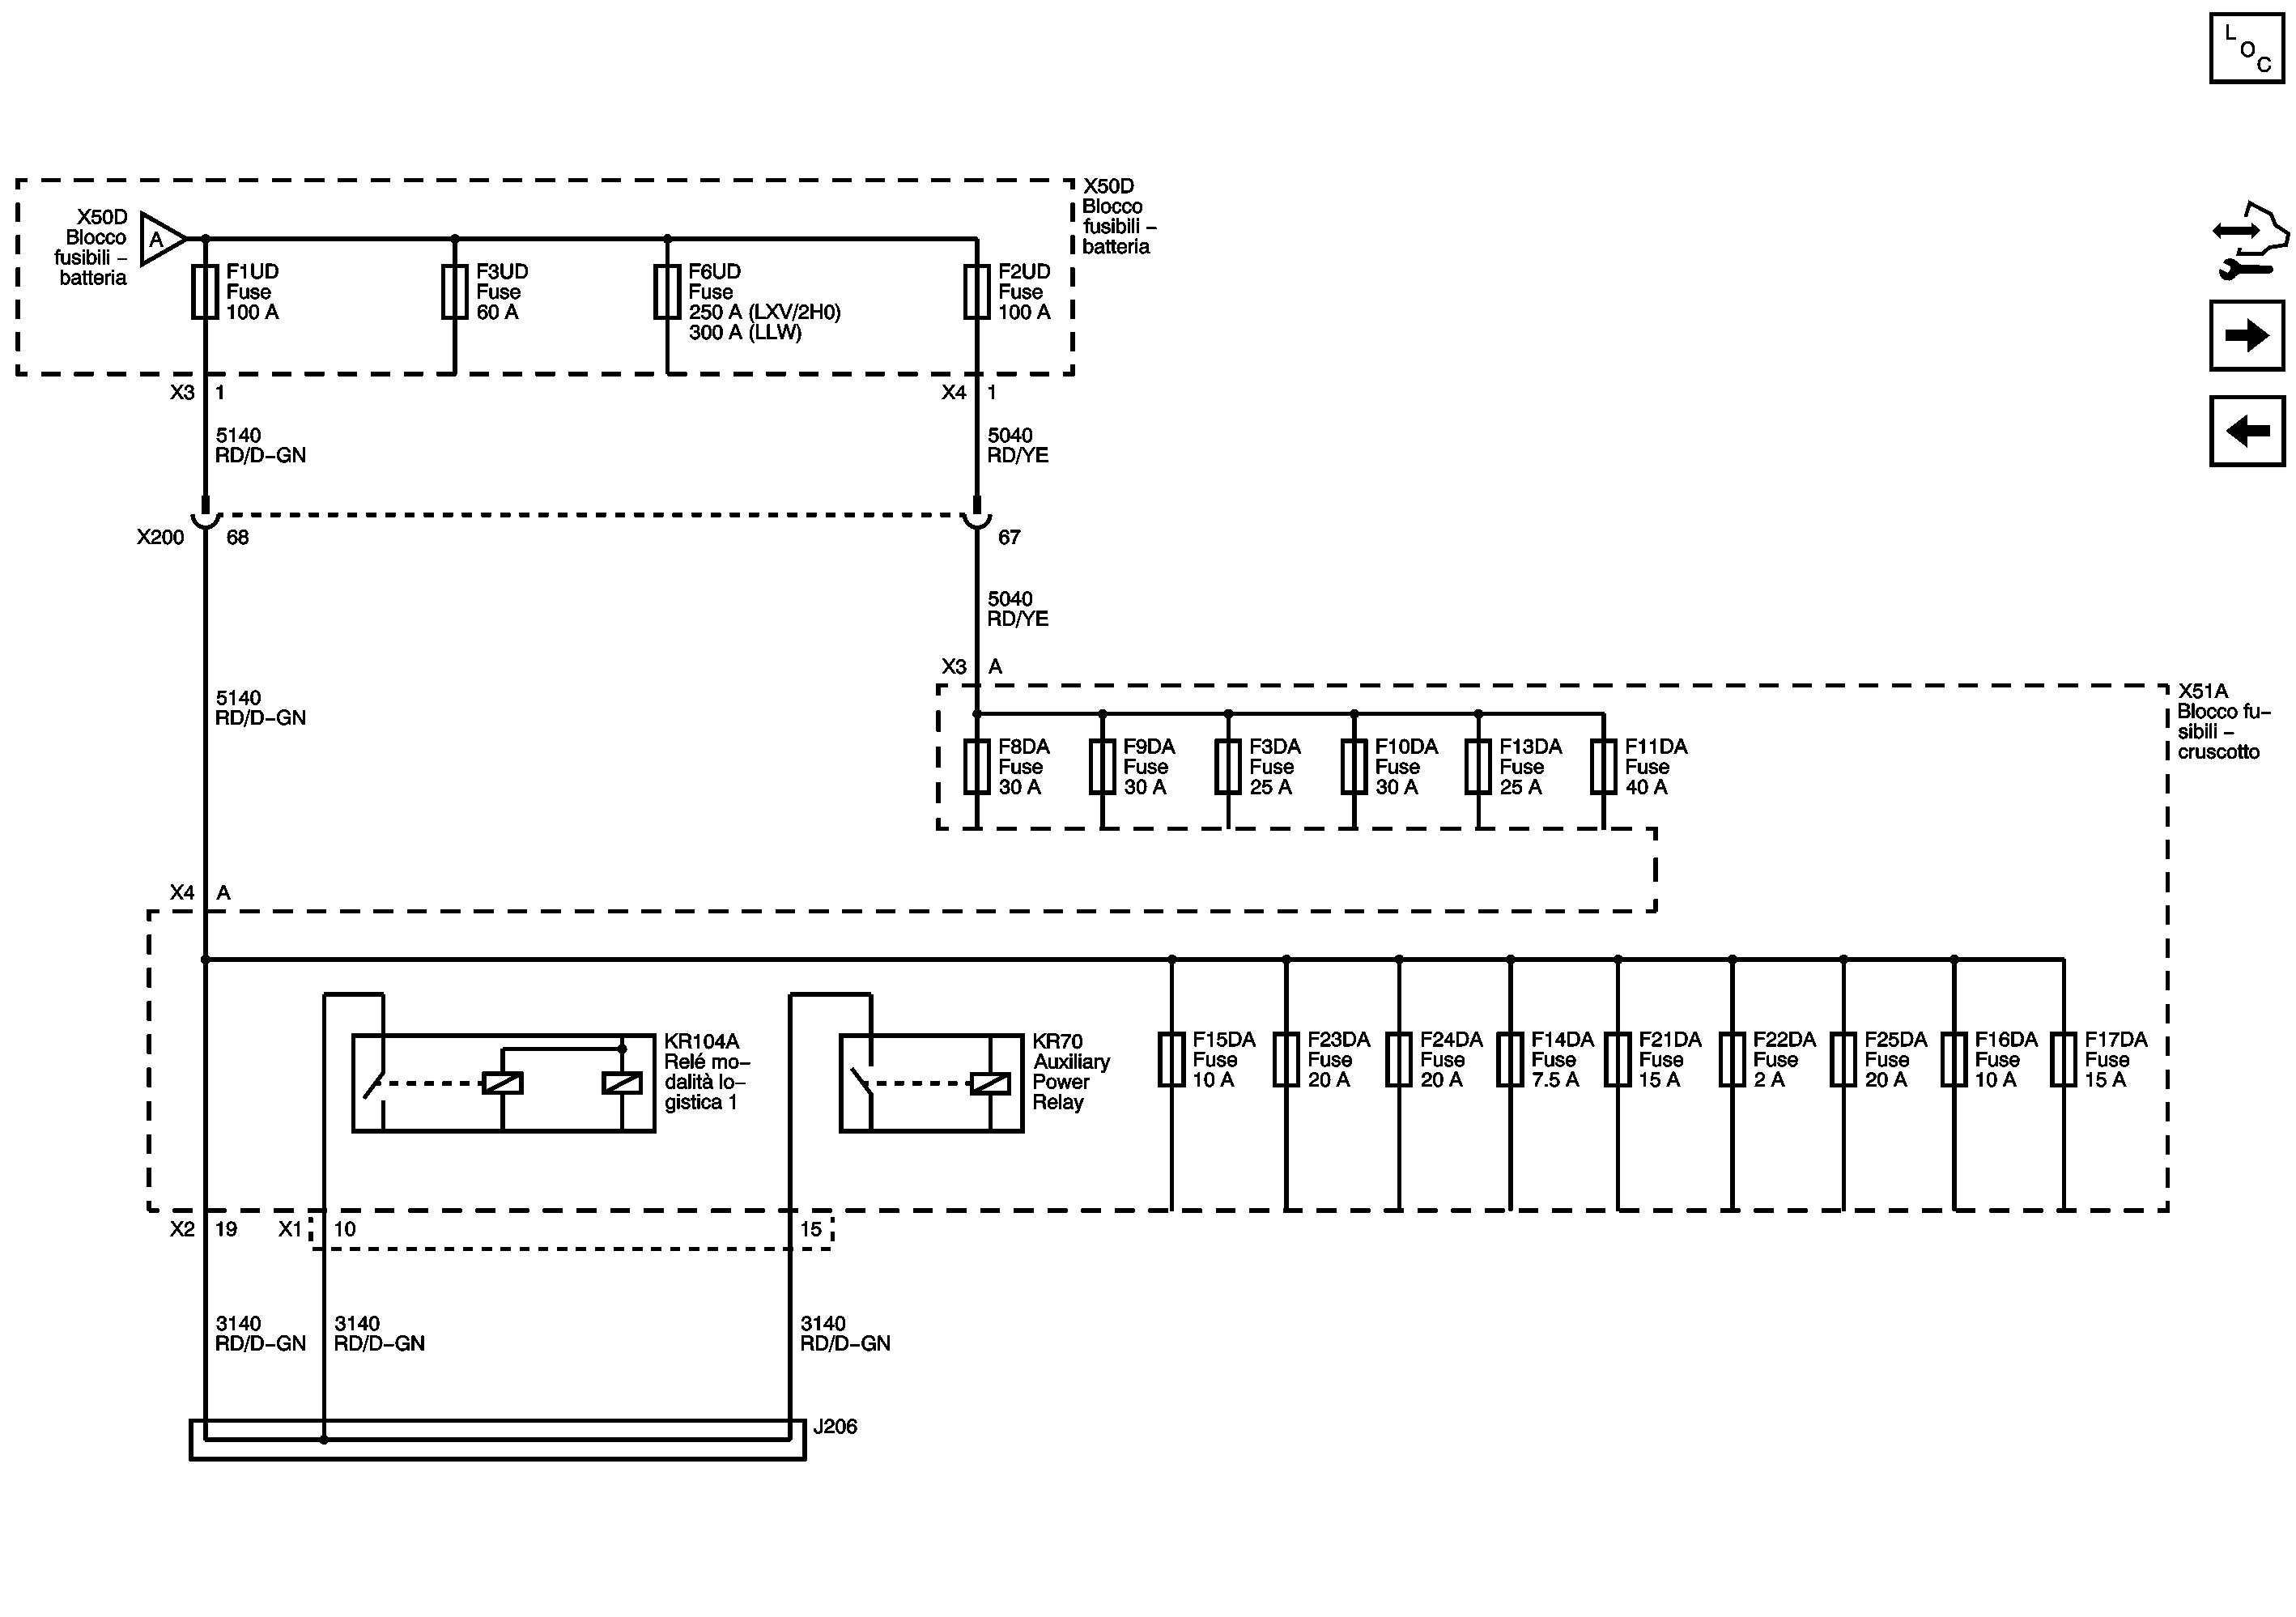 L
O
C
X50D
Blocco
fusibili –
batteria
A
X50D
Blocco
fusibili –
batteria
F1UD
Fuse
100 A
F3UD
Fuse
60 A
F6UD
Fuse
250 A (LXV/2H0)
300 A (LLW)
F2UD
Fuse
100 A
X3 1
X4 1
5140
RD/D–GN
5040
RD/YE
X200 68
67
5040
RD/YE
X3 A
5140
RD/D–GN
X51A
Blocco fu–
sibili –
cruscotto
F8DA
Fuse
30 A
F9DA
Fuse
30 A
F3DA
Fuse
25 A
F10DA
Fuse
30 A
F13DA
Fuse
25 A
F11DA
Fuse
40 A
X4 A
KR104A
Relé mo–
dalità lo–
gistica 1
KR70
Auxiliary
Power
Relay
F15DA
Fuse
10 A
F23DA
Fuse
20 A
F24DA
Fuse
20 A
F14DA
Fuse
7.5 A
F21DA
Fuse
15 A
F22DA
Fuse
2 A
F25DA
Fuse
20 A
F16DA
Fuse
10 A
F17DA
Fuse
15 A
X2 19
X1 10
15
3140
RD/D–GN
3140
RD/D–GN
3140
RD/D–GN
J206